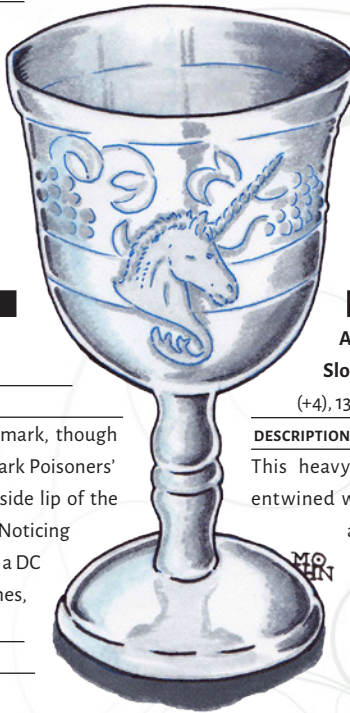 mark, though
ark Poisoners'
side lip of the
Noticing
a DC
nes,
A
Slo
(+4), 13
DESCRIPTION
This heavy
entwined w
a
MO
HN